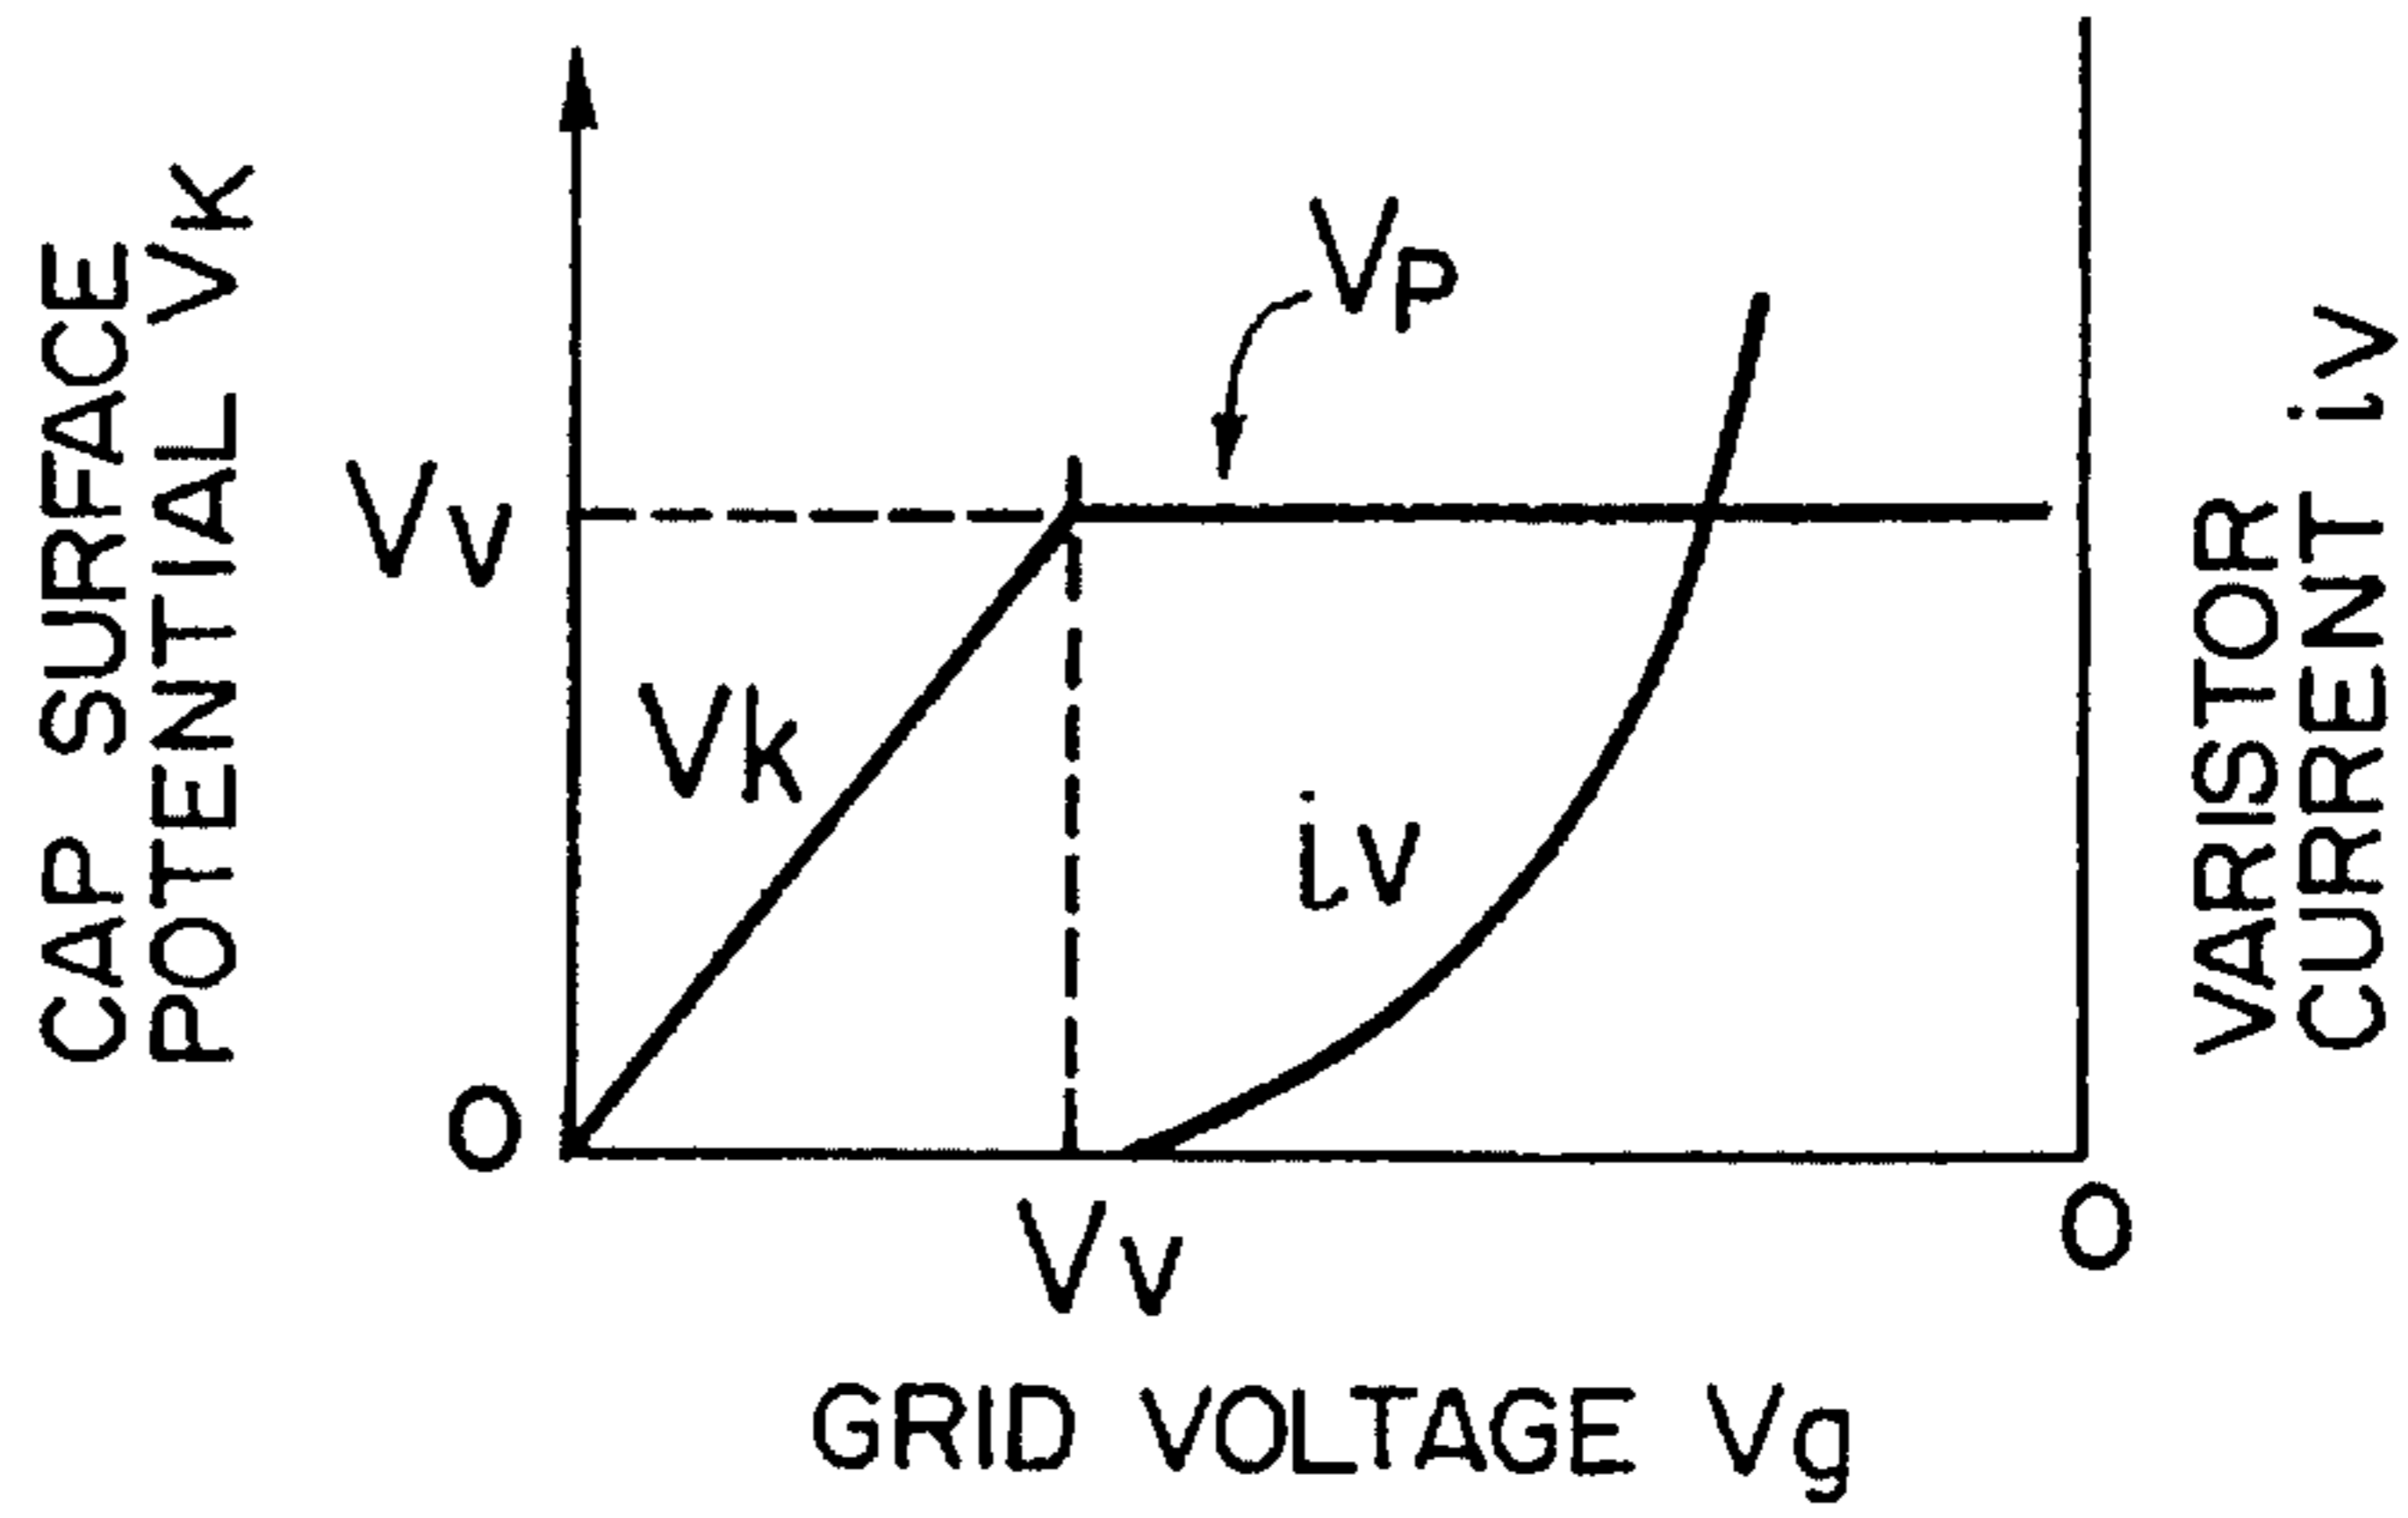 CAP SURFACE
POTENTIAL VK
VP
Vv
Vk
iv
VARISTOR
CURRENT iv
O
O
Vv
GRID VOLTAGE Vg